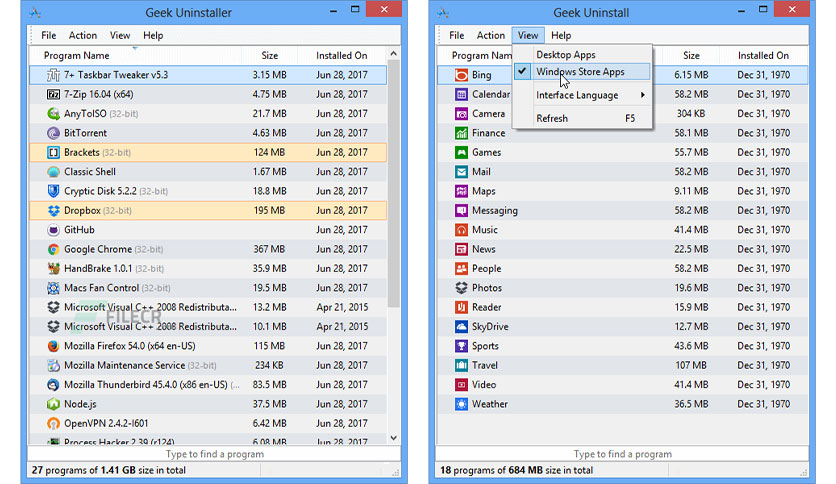 Geek Uninstaller
File Action View Help
Program Name Size Installed On
7+ Taskbar Tweaker v5.3 3.15 MB Jun 28, 2017
7-Zip 16.04 (x64) 4.75 MB Jun 28, 2017
AnyToISO (32-bit) 21.7 MB Jun 28, 2017
BitTorrent 4.63 MB Jun 28, 2017
Brackets (32-bit) 124 MB Jun 28, 2017
Classic Shell 1.67 MB Jun 28, 2017
Cryptic Disk 5.2.2 (32-bit) 18.8 MB Jun 28, 2017
Dropbox (32-bit) 195 MB Jun 28, 2017
GitHub Jun 28, 2017
Google Chrome (32-bit) 367 MB Jun 28, 2017
HandBrake 1.0.1 (32-bit) 35.9 MB Jun 28, 2017
Macs Fan Control (32-bit) 19.5 MB Jun 28, 2017
Microsoft Visual C++ 2008 Redistributa... 13.2 MB Apr 21, 2015
FILECR
Microsoft Visual C++ 2008 Redistributa... 10.1 MB Apr 21, 2015
Mozilla Firefox 54.0 (x64 en-US) 115 MB Jun 28, 2017
Mozilla Maintenance Service (32-bit) 234 KB Jun 28, 2017
Mozilla Thunderbird 45.4.0 (x86 en-US) (... 83.5 MB Jun 28, 2017
Node.js 37.5 MB Jun 28, 2017
OpenVPN 2.4.2-I601 6.42 MB Jun 28, 2017
Process Hacker 2.39 (r124) 6.08 MB Jun 28, 2017
Type to find a program
27 programs of 1.41 GB size in total
Geek Uninstall
File Action View Help
Program Nam Size Installed On
Desktop Apps
Windows Store Apps
Interface Language
Refresh F5
Bing 6.15 MB Dec 31, 1970
Calendar 58.2 MB Dec 31, 1970
Camera 304 KB Dec 31, 1970
Finance 58.1 MB Dec 31, 1970
Games 55.7 MB Dec 31, 1970
Mail 58.2 MB Dec 31, 1970
Maps 9.11 MB Dec 31, 1970
Messaging 58.2 MB Dec 31, 1970
Music 41.4 MB Dec 31, 1970
News 22.5 MB Dec 31, 1970
People 58.2 MB Dec 31, 1970
Photos 19.6 MB Dec 31, 1970
Reader 15.9 MB Dec 31, 1970
SkyDrive 12.7 MB Dec 31, 1970
Sports 43.6 MB Dec 31, 1970
Travel 107 MB Dec 31, 1970
Video 41.4 MB Dec 31, 1970
Weather 36.5 MB Dec 31, 1970
Type to find a program
18 programs of 684 MB size in total